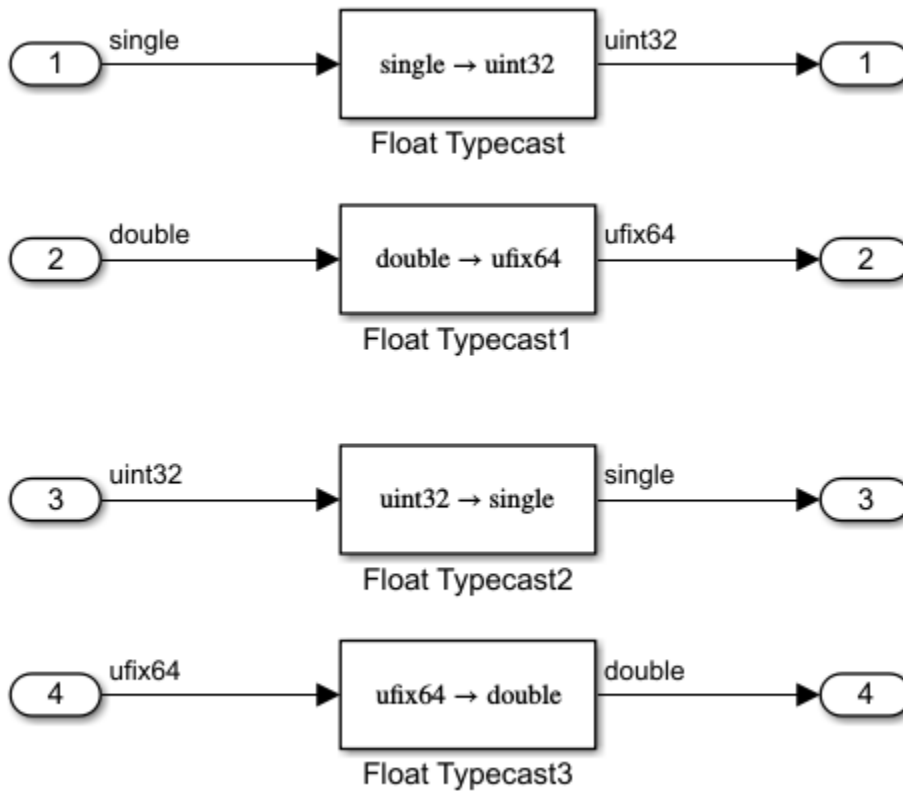 single
uint32
1
single → uint32
1
Float Typecast
double
ufix64
2
double → ufix64
2
Float Typecast1
uint32
single
3
uint32 → single
3
Float Typecast2
ufix64
double
4
ufix64 → double
4
Float Typecast3